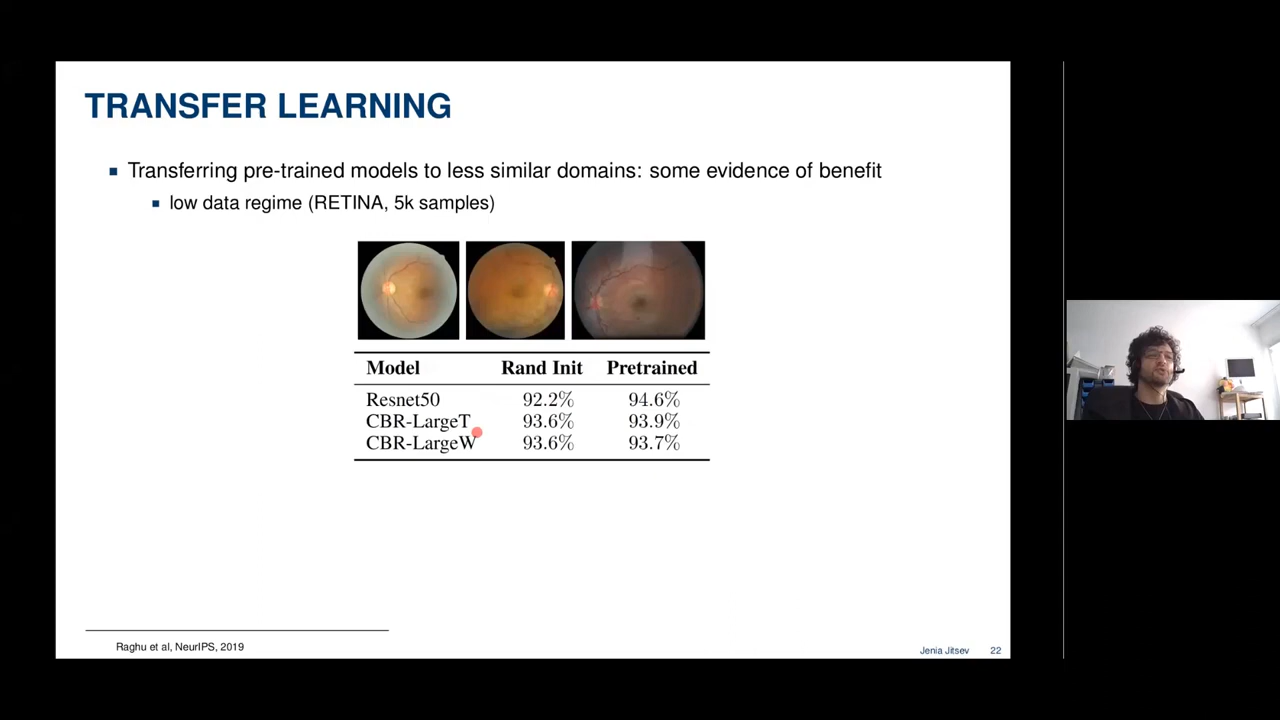 TRANSFER LEARNING
Transferring pre-trained models to less similar domains: some evidence of benefit
low data regime (RETINA, 5k samples)
Model Rand Init Pretrained
Resnet50 92.2% 94.6%
CBR-LargeT 93.6% 93.9%
CBR-LargeW 93.6% 93.7%
Raghu et al, NeurIPS, 2019
Jenia Jitsev 22